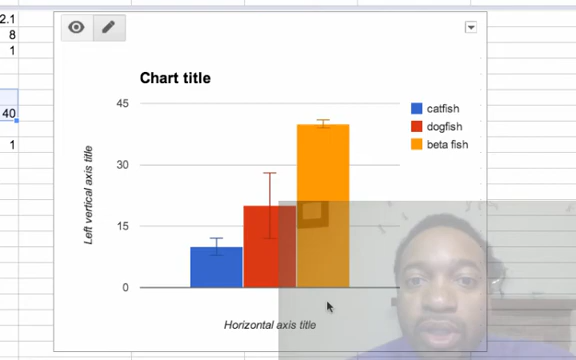 2.1
8
1
40
1
Chart title
45
30
15
0
Left vertical axis title
Horizontal axis title
catfish
dogfish
beta fish